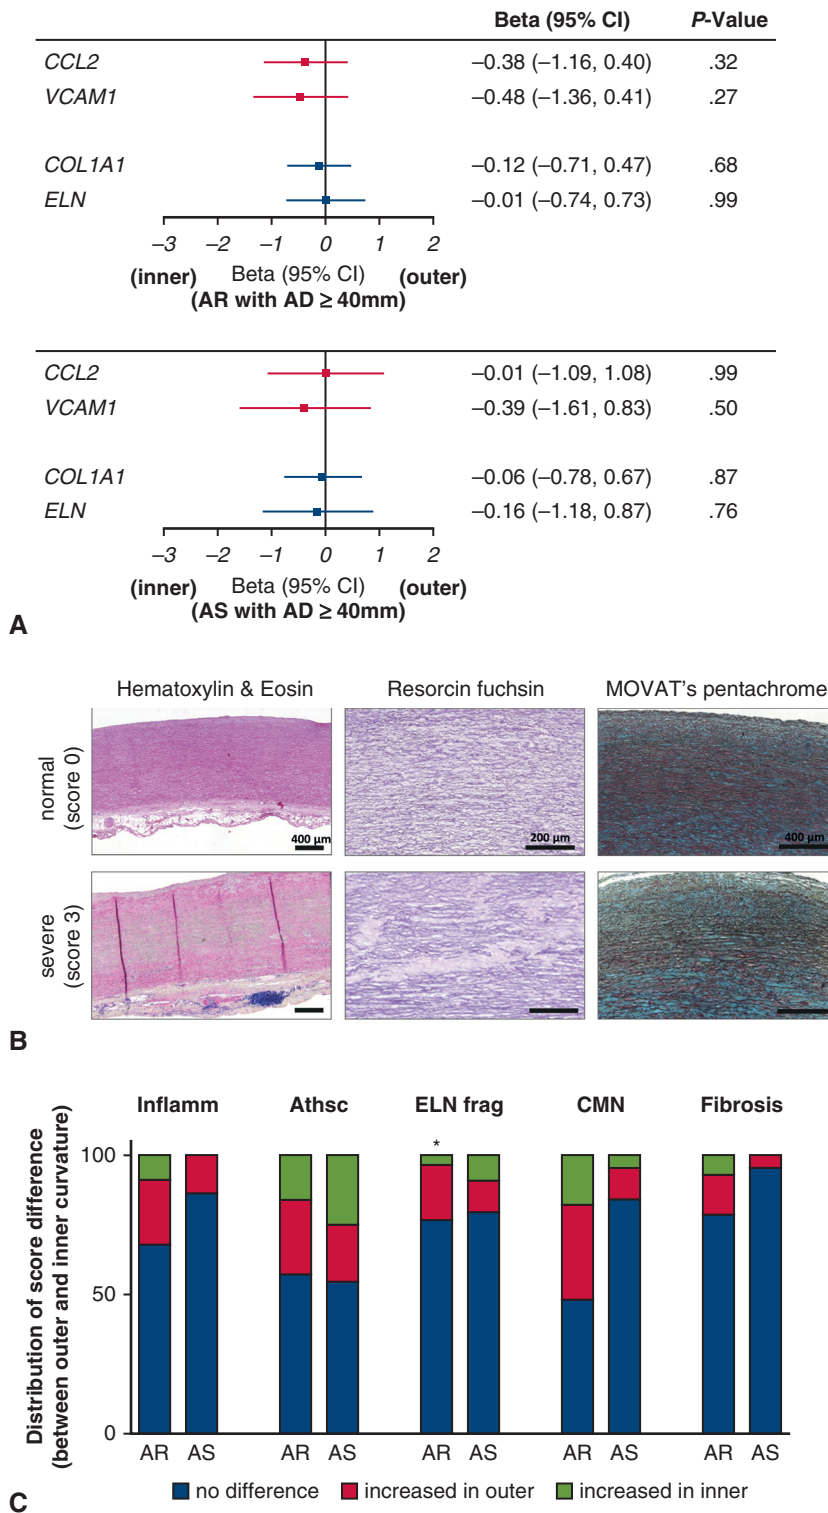 Beta (95% CI) P-Value
CCL2 –0.38 (–1.16, 0.40) .32
VCAM1 –0.48 (–1.36, 0.41) .27
COL1A1 –0.12 (–0.71, 0.47) .68
ELN –0.01 (–0.74, 0.73) .99
–3 –2 –1 0 1 2
(inner) Beta (95% CI) (outer)
(AR with AD ≥ 40mm)
CCL2 –0.01 (–1.09, 1.08) .99
VCAM1 –0.39 (–1.61, 0.83) .50
COL1A1 –0.06 (–0.78, 0.67) .87
ELN –0.16 (–1.18, 0.87) .76
–3 –2 –1 0 1 2
(inner) Beta (95% CI) (outer)
(AS with AD ≥ 40mm)
A
Hematoxylin & Eosin Resorcin fuchsin MOVAT's pentachrome
normal
(score 0)
400 µm 200 µm 400 µm
severe
(score 3)
B
Inflamm Athsc ELN frag CMN Fibrosis
Distribution of score difference
(between outer and inner curvature)
100
50
0
*
AR AS AR AS AR AS AR AS AR AS
no difference increased in outer increased in inner
C